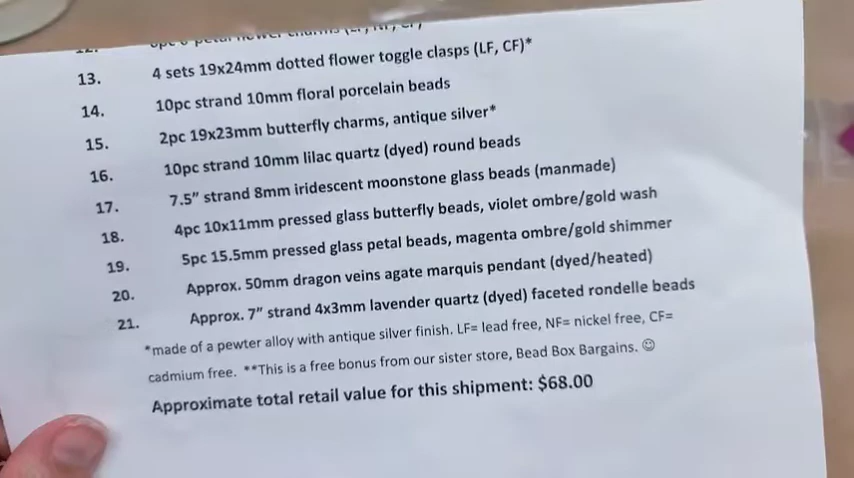 13. 4 sets 19x24mm dotted flower toggle clasps (LF, CF)*
14. 10pc strand 10mm floral porcelain beads
15. 2pc 19x23mm butterfly charms, antique silver*
16. 10pc strand 10mm lilac quartz (dyed) round beads
17. 7.5” strand 8mm iridescent moonstone glass beads (manmade)
18. 4pc 10x11mm pressed glass butterfly beads, violet ombre/gold wash
19. 5pc 15.5mm pressed glass petal beads, magenta ombre/gold shimmer
20. Approx. 50mm dragon veins agate marquis pendant (dyed/heated)
21. Approx. 7” strand 4x3mm lavender quartz (dyed) faceted rondelle beads
*made of a pewter alloy with antique silver finish. LF= lead free, NF= nickel free, CF=
cadmium free. **This is a free bonus from our sister store, Bead Box Bargains. ☺
Approximate total retail value for this shipment: $68.00